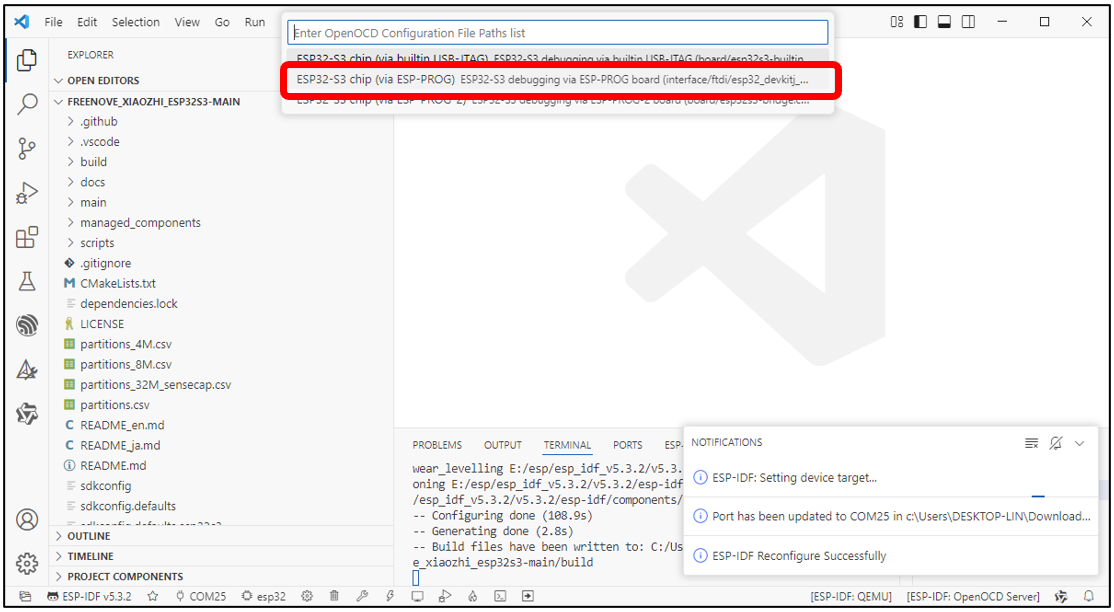 File Edit Selection View Go Run
Enter OpenOCD Configuration File Paths list
ESP32-S3 chip (via builtin USB-JTAG) ESP32-S3 debugging via builtin USB-JTAG (board/esp32s3-builtin...
ESP32-S3 chip (via ESP-PROG) ESP32-S3 debugging via ESP-PROG board (interface/ftdi/esp32_devkitj_...
ESP32-S3 chip (via ESP-PROG-2) ESP32-S3 debugging via ESP-PROG-2 board (board/esp32s3-bridge.c...
EXPLORER
OPEN EDITORS
FREENOVE_XIAOZHI_ESP32S3-MAIN
.github
.vscode
build
docs
main
managed_components
scripts
.gitignore
CMakeLists.txt
dependencies.lock
LICENSE
partitions_4M.csv
partitions_8M.csv
partitions_32M_sensecap.csv
partitions.csv
README_en.md
README_ja.md
README.md
sdkconfig
sdkconfig.defaults
sdkconfig.defaults.esp32c3
OUTLINE
TIMELINE
PROJECT COMPONENTS
PROBLEMS OUTPUT TERMINAL PORTS ESP-
wear_levelling E:/esp/esp_idf_v5.3.2/v5.3.
oning E:/esp/esp_idf_v5.3.2/v5.3.2/esp-idf
/esp_idf_v5.3.2/v5.3.2/esp-idf/components/
-- Configuring done (108.9s)
-- Generating done (2.8s)
-- Build files have been written to: C:/Us
e_xiaozhi_esp32s3-main/build
NOTIFICATIONS
ESP-IDF: Setting device target...
Port has been updated to COM25 in c:\Users\DESKTOP-LIN\Download...
ESP-IDF Reconfigure Successfully
ESP-IDF v5.3.2 COM25 esp32 [ESP-IDF: QEMU] [ESP-IDF: OpenOCD Server]